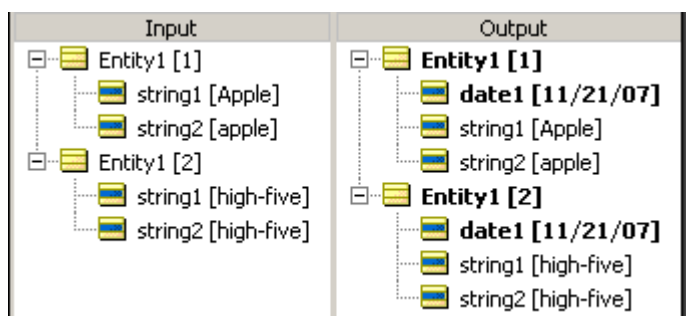 Input
Entity1 [1]
string1 [Apple]
string2 [apple]
Entity1 [2]
string1 [high-five]
string2 [high-five]
Output
Entity1 [1]
date1 [11/21/07]
string1 [Apple]
string2 [apple]
Entity1 [2]
date1 [11/21/07]
string1 [high-five]
string2 [high-five]